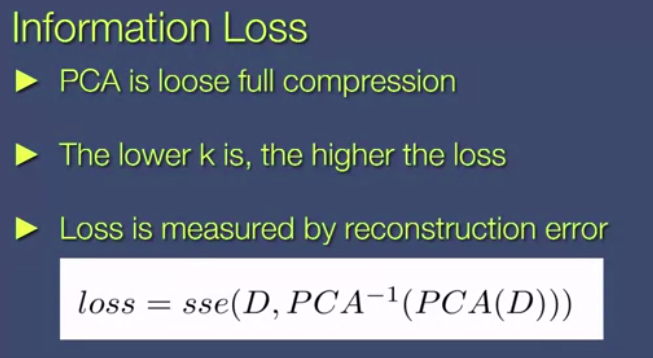 Information Loss
► PCA is loose full compression
► The lower k is, the higher the loss
► Loss is measured by reconstruction error
loss = sse(D, PCA⁻¹(PCA(D)))